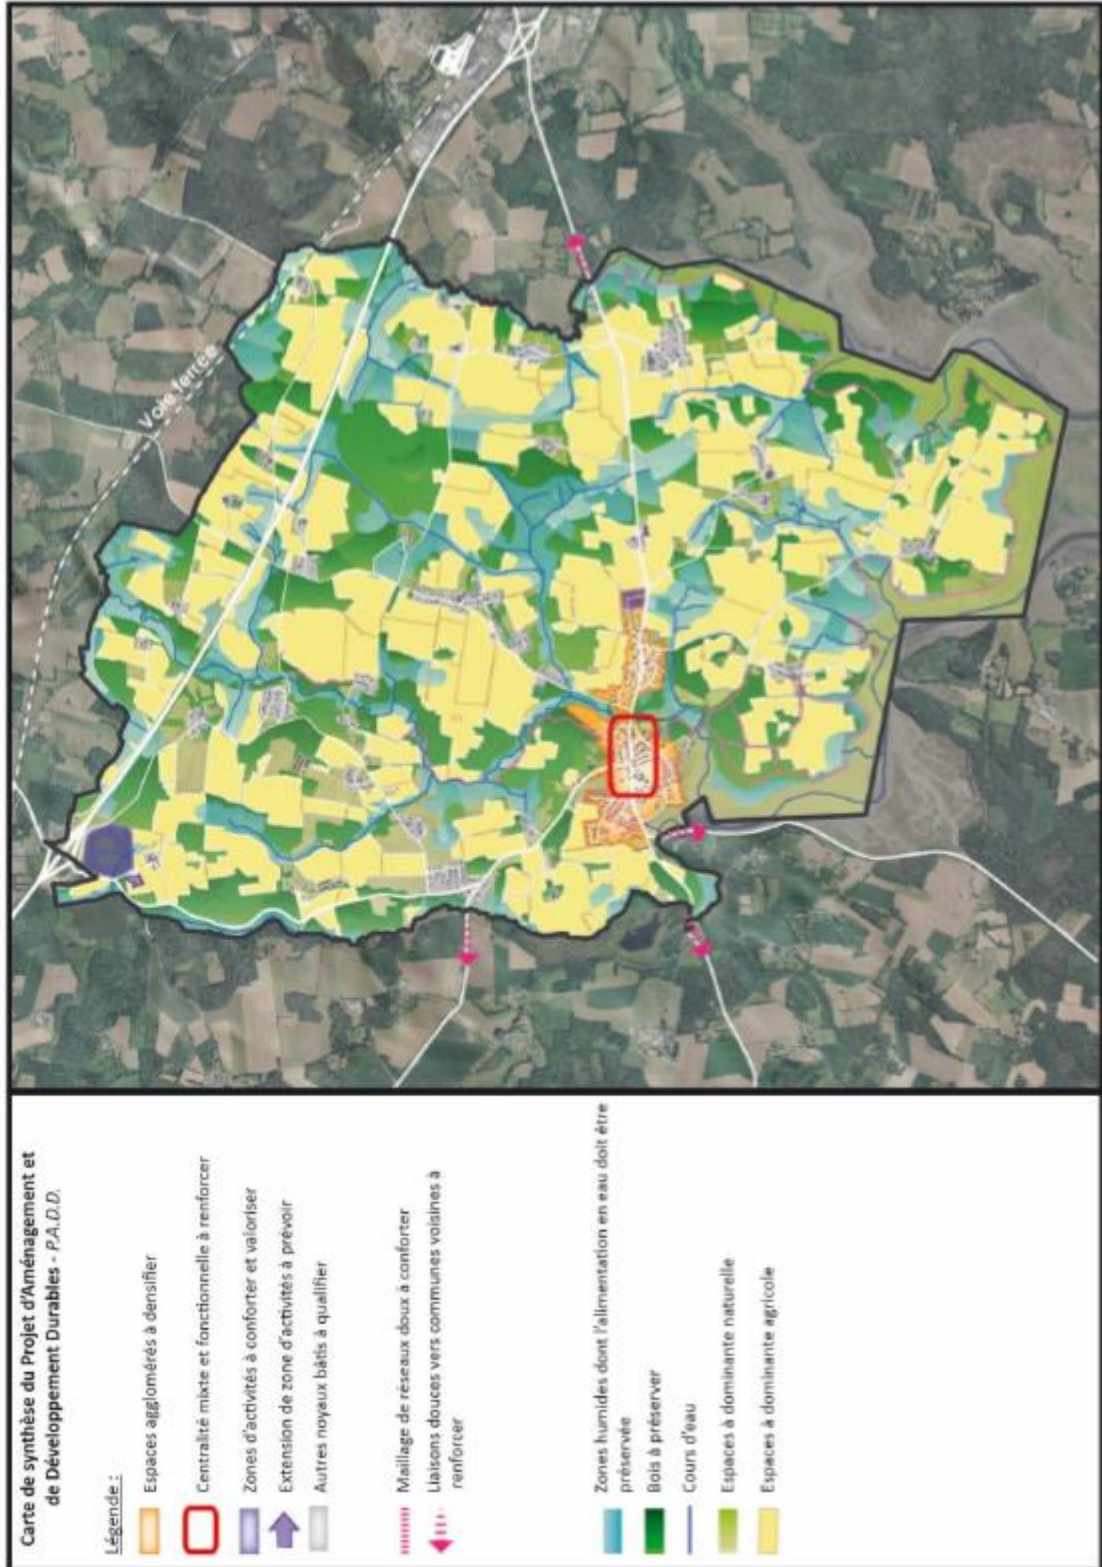 Carte de synthèse du Projet d'Aménagement et
de Développement Durables - P.A.D.D.
Légende :
Espaces agglomérés à densifier
Centralité mixte et fonctionnelle à renforcer
Zones d'activités à conforter et valoriser
Extension de zone d'activités à prévoir
Autres noyaux bâtis à qualifier
Maillage de réseaux doux à conforter
Liaisons douces vers communes voisines à
renforcer
Zones humides dont l'alimentation en eau doit être
préservée
Bois à préserver
Cours d'eau
Espaces à dominante naturelle
Espaces à dominante agricole
Voie ferrée